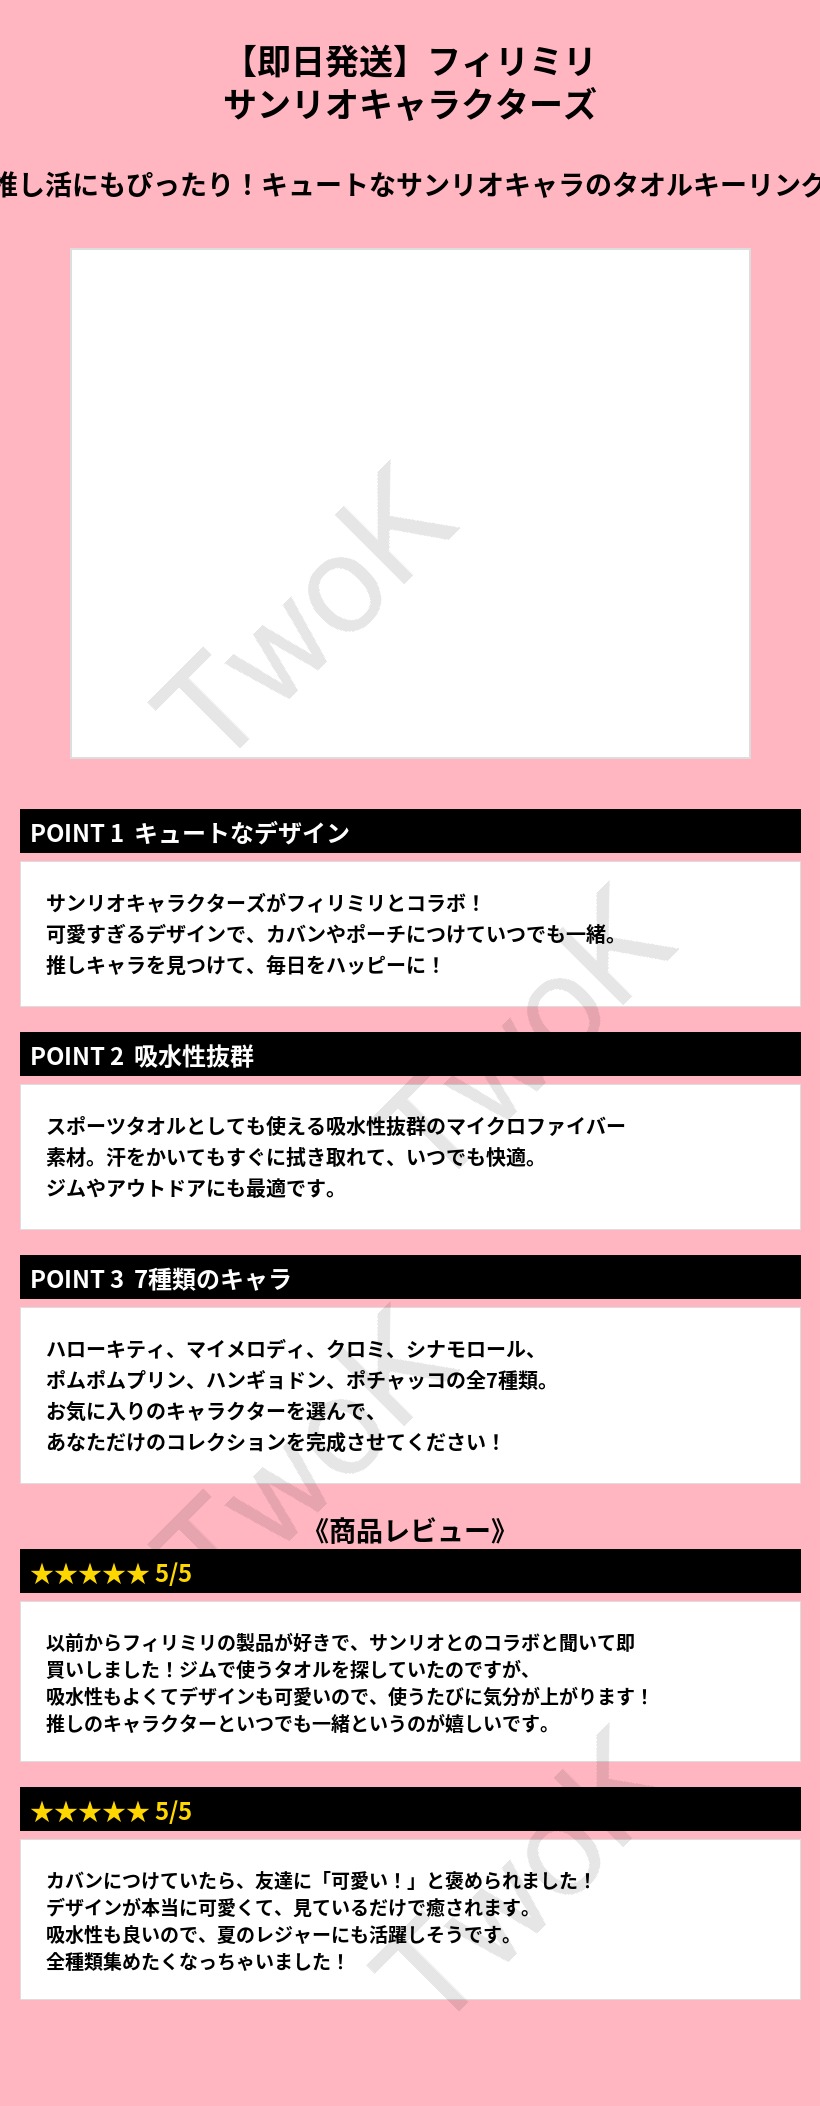 【即日発送】フィリミリ
サンリオキャラクターズ
推し活にもぴったり！キュートなサンリオキャラのタオルキーリング
TwoK
POINT 1 キュートなデザイン
サンリオキャラクターズがフィリミリとコラボ！
可愛すぎるデザインで、カバンやポーチにつけていつでも一緒。
推しキャラを見つけて、毎日をハッピーに！
TwoK
POINT 2 吸水性抜群
スポーツタオルとしても使える吸水性抜群のマイクロファイバー
素材。汗をかいてもすぐに拭き取れて、いつでも快適。
ジムやアウトドアにも最適です。
POINT 3 7種類のキャラ
ハローキティ、マイメロディ、クロミ、シナモロール、
ポムポムプリン、ハンギョドン、ポチャッコの全7種類。
お気に入りのキャラクターを選んで、
あなただけのコレクションを完成させてください！
TwoK
《商品レビュー》
★★★★★ 5/5
以前からフィリミリの製品が好きで、サンリオとのコラボと聞いて即
買いしました！ジムで使うタオルを探していたのですが、
吸水性もよくてデザインも可愛いので、使うたびに気分が上がります！
推しのキャラクターといつでも一緒というのが嬉しいです。
★★★★★ 5/5
カバンにつけていたら、友達に「可愛い！」と褒められました！
デザインが本当に可愛くて、見ているだけで癒されます。
吸水性も良いので、夏のレジャーにも活躍しそうです。
全種類集めたくなっちゃいました！
TwoK